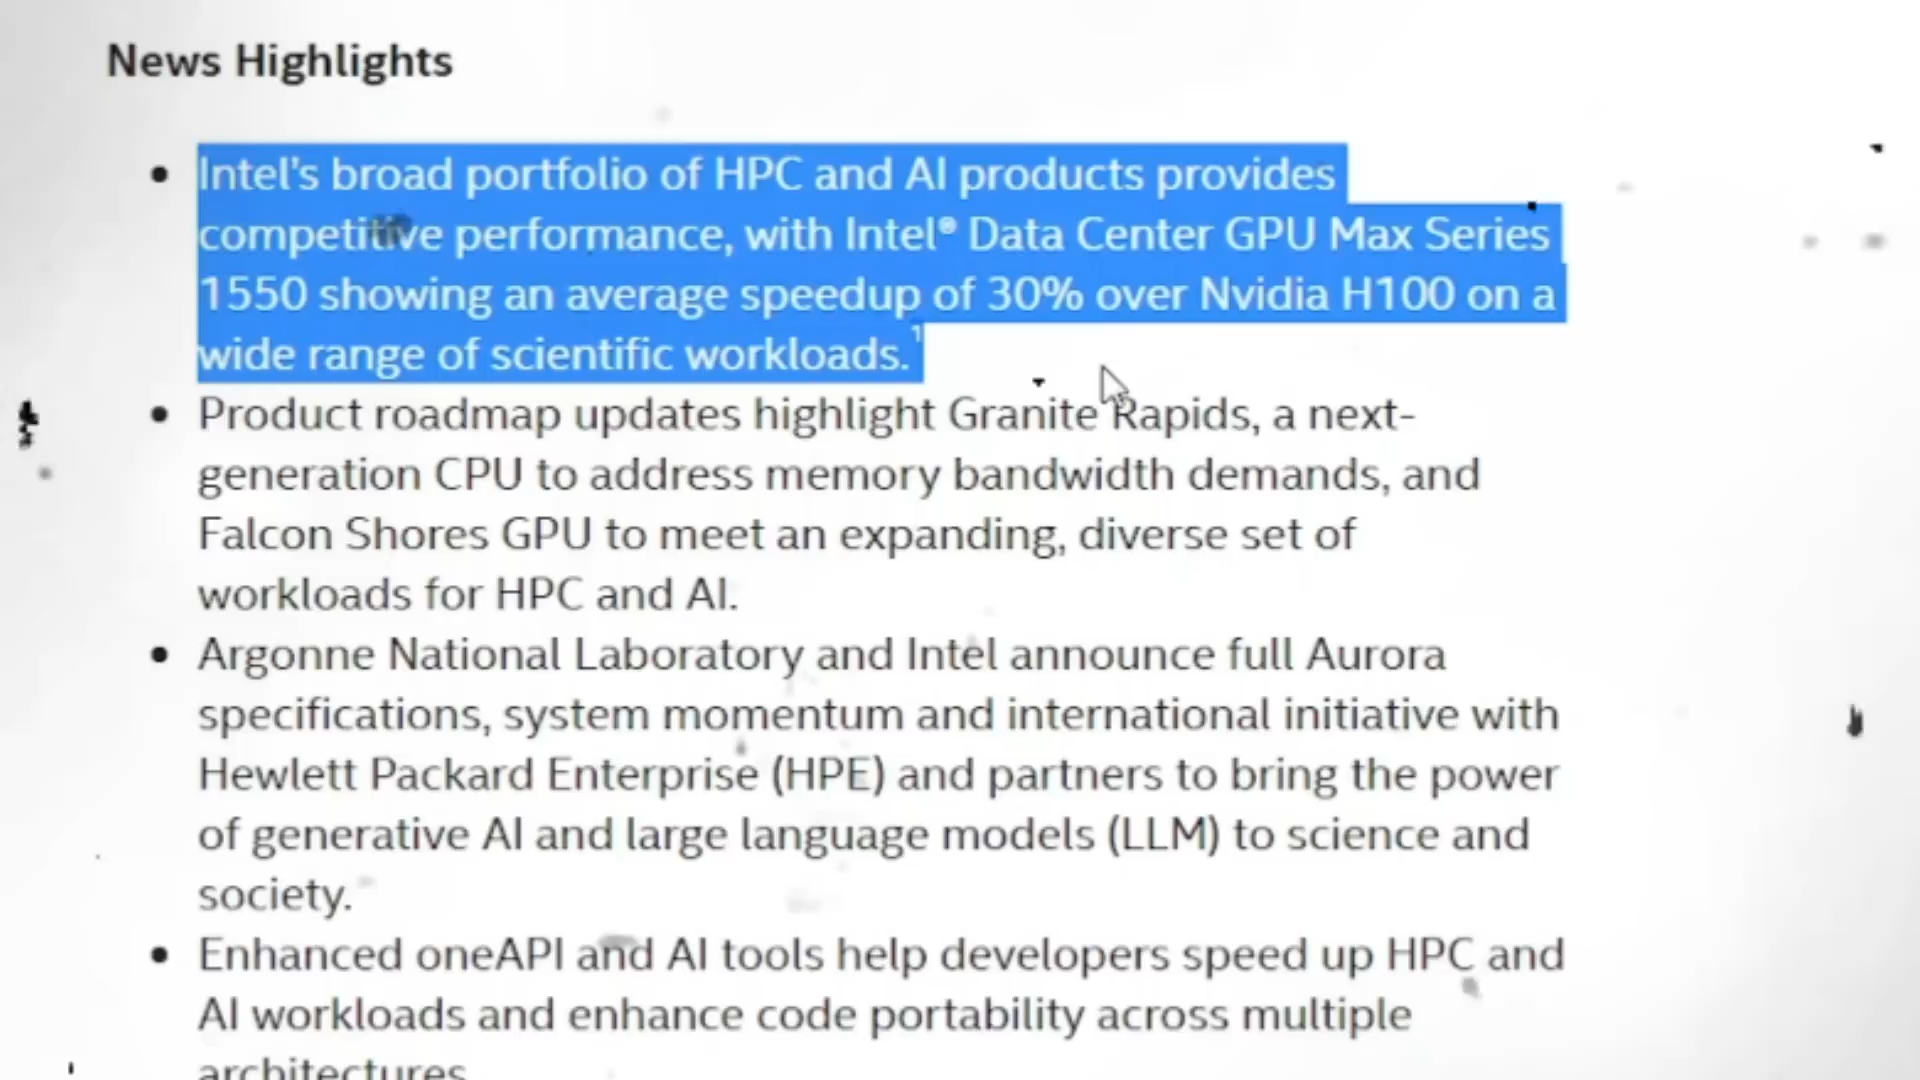 News Highlights
• Intel's broad portfolio of HPC and AI products provides
competitive performance, with Intel® Data Center GPU Max Series
1550 showing an average speedup of 30% over Nvidia H100 on a
wide range of scientific workloads.¹
• Product roadmap updates highlight Granite Rapids, a next-
generation CPU to address memory bandwidth demands, and
Falcon Shores GPU to meet an expanding, diverse set of
workloads for HPC and AI.
• Argonne National Laboratory and Intel announce full Aurora
specifications, system momentum and international initiative with
Hewlett Packard Enterprise (HPE) and partners to bring the power
of generative AI and large language models (LLM) to science and
society.
• Enhanced oneAPI and AI tools help developers speed up HPC and
AI workloads and enhance code portability across multiple
architectures.